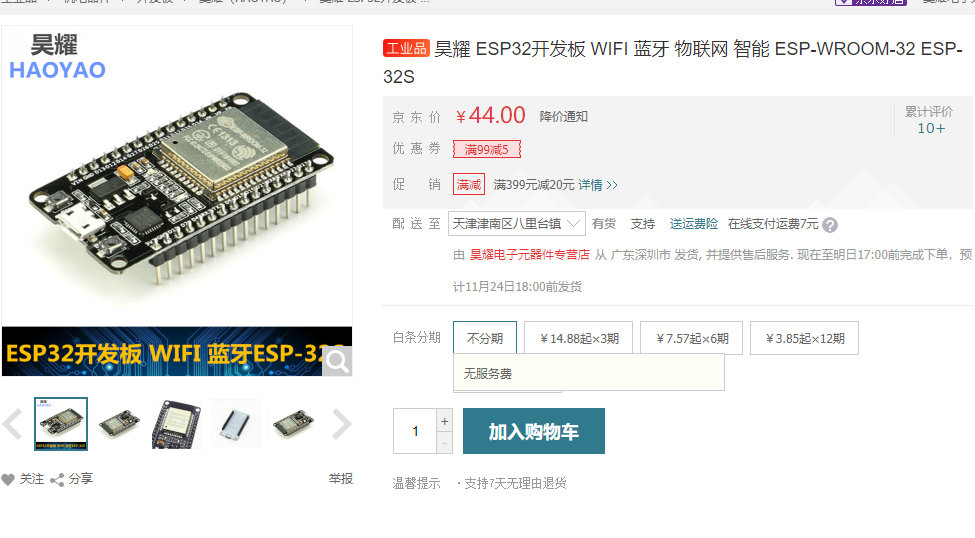 昊耀
HAOYAO
ESP32开发板 WIFI 蓝牙ESP-32S
关注 分享 举报
工业品 昊耀 ESP32开发板 WIFI 蓝牙 物联网 智能 ESP-WROOM-32 ESP-
32S
京东价 ￥44.00 降价通知
累计评价
10+
优惠券 满99减5
促销 满减 满399元减20元 详情 >>
配送至 天津津南区八里台镇 有货 支持 送运费险 在线支付运费7元 ?
由 昊耀电子元器件专营店 从 广东深圳市 发货, 并提供售后服务. 现在至明日17:00前完成下单，预
计11月24日18:00前发货
白条分期 不分期 ￥14.88起×3期 ￥7.57起×6期 ￥3.85起×12期
无服务费
1 + - 加入购物车
温馨提示 ·支持7天无理由退货